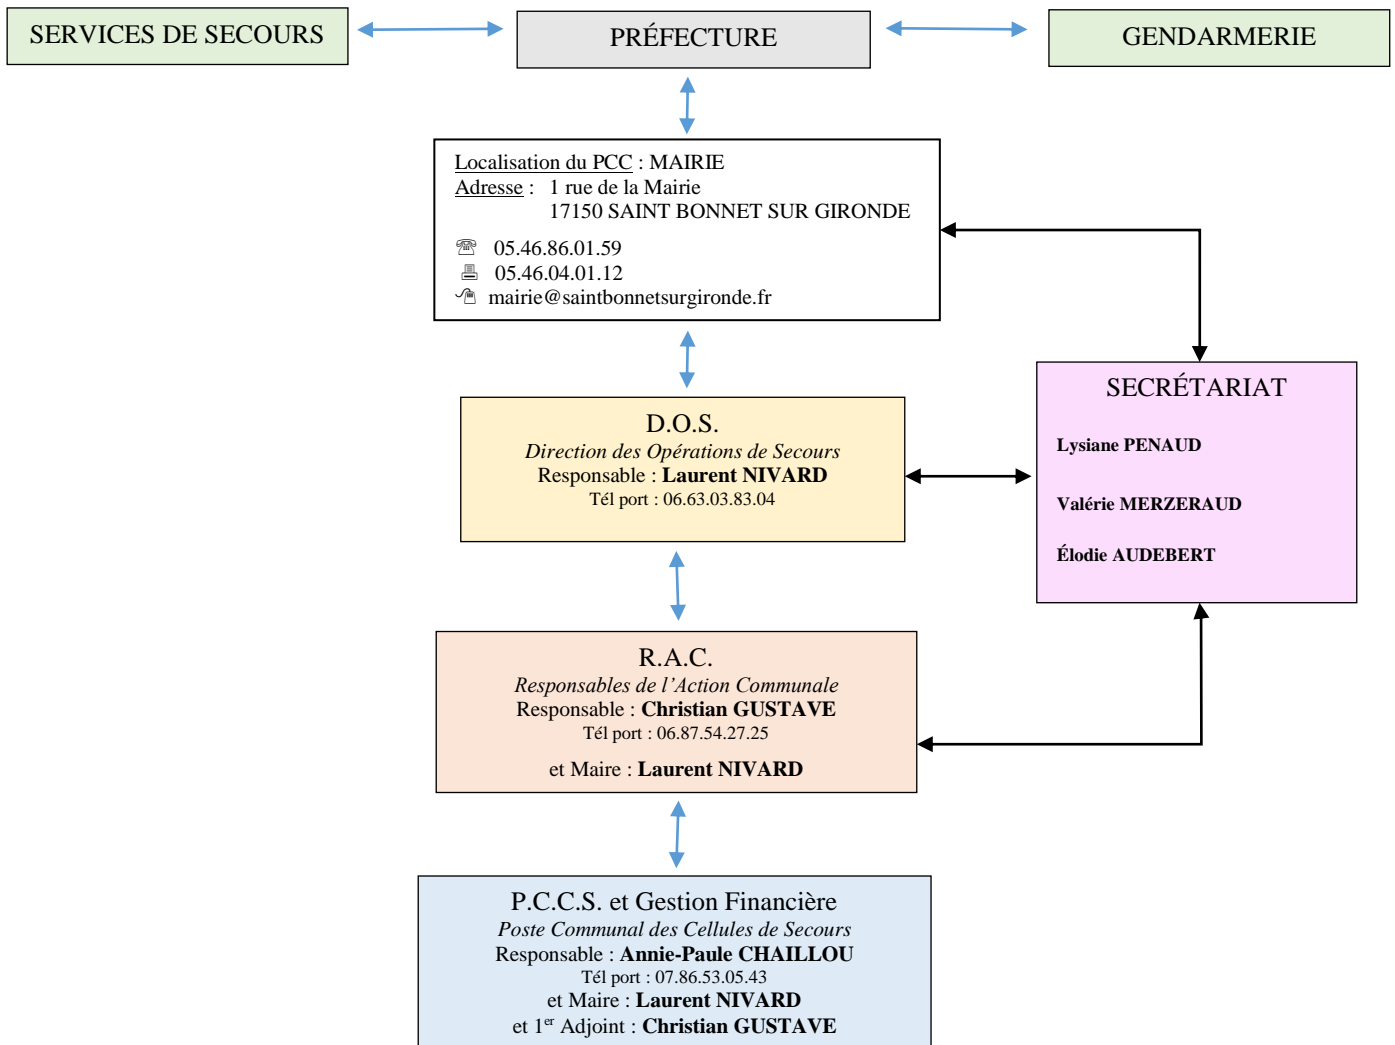 SERVICES DE SECOURS
PRÉFECTURE
GENDARMERIE
Localisation du PCC : MAIRIE
Adresse : 1 rue de la Mairie
17150 SAINT BONNET SUR GIRONDE
05.46.86.01.59
05.46.04.01.12
mairie@saintbonnetsurgironde.fr
D.O.S.
Direction des Opérations de Secours
Responsable : Laurent NIVARD
Tél port : 06.63.03.83.04
SECRÉTARIAT
Lysiane PENAUD
Valérie MERZERAUD
Élodie AUDEBERT
R.A.C.
Responsables de l’Action Communale
Responsable : Christian GUSTAVE
Tél port : 06.87.54.27.25
et Maire : Laurent NIVARD
P.C.C.S. et Gestion Financière
Poste Communal des Cellules de Secours
Responsable : Annie-Paule CHAILLOU
Tél port : 07.86.53.05.43
et Maire : Laurent NIVARD
et 1er Adjoint : Christian GUSTAVE